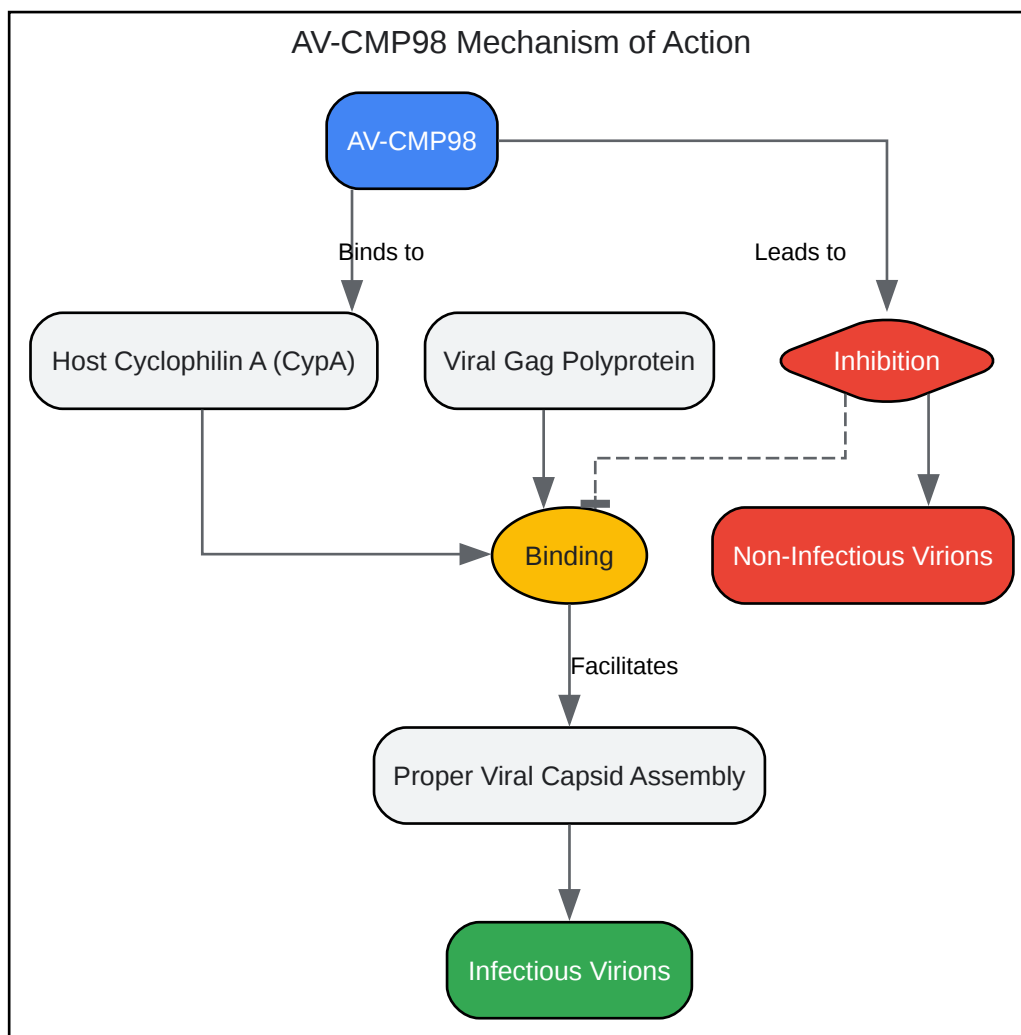 AV-CMP98 Mechanism of Action
AV-CMP98
Binds to
Leads to
Host Cyclophilin A (CypA)
Viral Gag Polyprotein
Inhibition
Binding
Non-Infectious Virions
Facilitates
Proper Viral Capsid Assembly
Infectious Virions